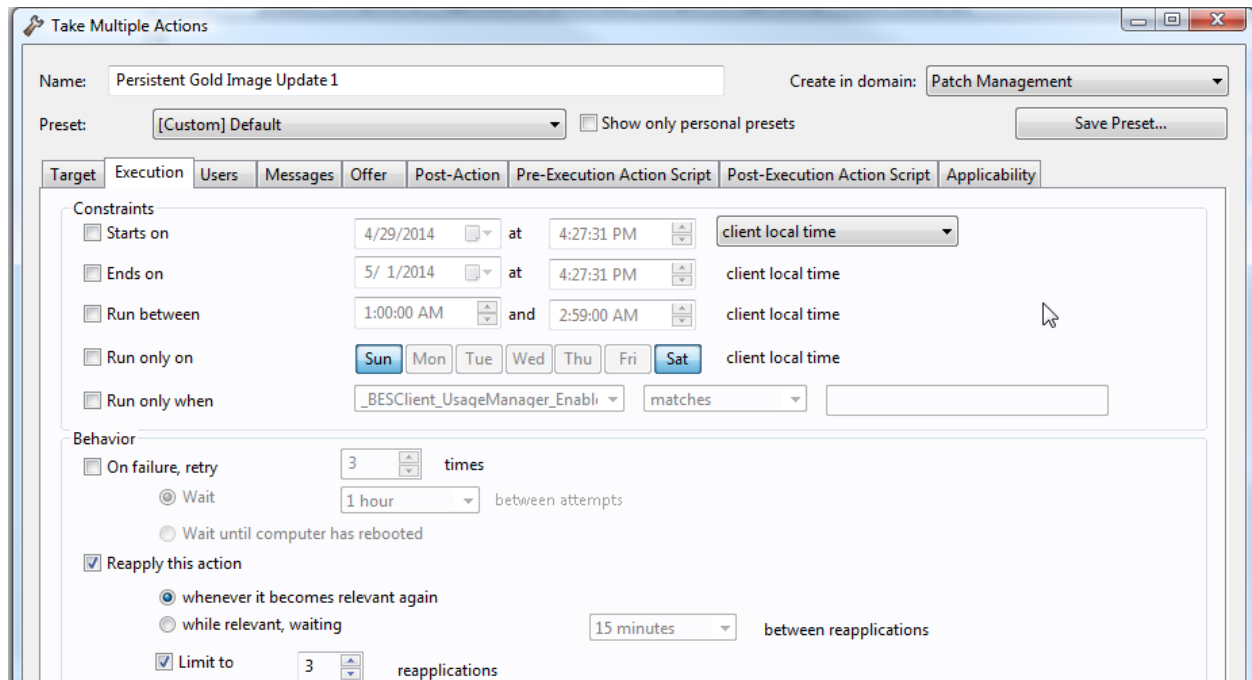 Take Multiple Actions
Name: Persistent Gold Image Update 1 Create in domain: Patch Management
Preset: [Custom] Default Show only personal presets Save Preset...
Target Execution Users Messages Offer Post-Action Pre-Execution Action Script Post-Execution Action Script Applicability
Constraints
Starts on 4/29/2014 at 4:27:31 PM client local time
Ends on 5/ 1/2014 at 4:27:31 PM client local time
Run between 1:00:00 AM and 2:59:00 AM client local time
Run only on Sun Mon Tue Wed Thu Fri Sat client local time
Run only when _BESClient_UsageManager_Enabl matches
Behavior
On failure, retry 3 times
Wait 1 hour between attempts
Wait until computer has rebooted
Reapply this action
whenever it becomes relevant again
while relevant, waiting 15 minutes between reapplications
Limit to 3 reapplications